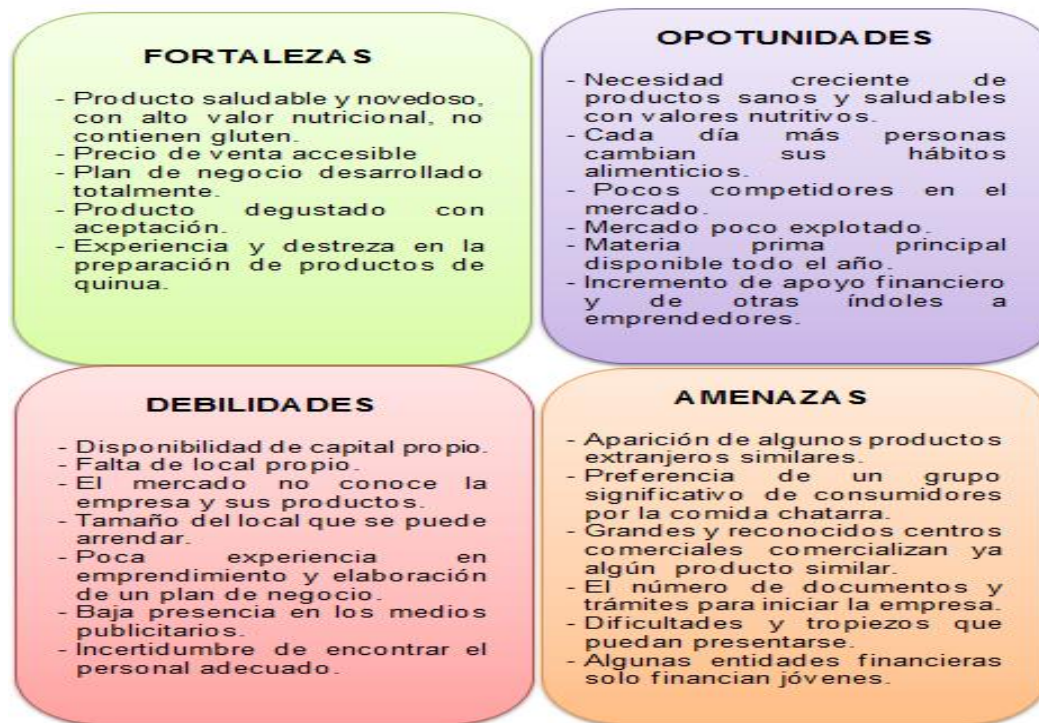 FORTALEZAS
- Producto saludable y novedoso,
con alto valor nutricional, no
contienen gluten.
- Precio de venta accesible
- Plan de negocio desarrollado
totalmente.
- Producto degustado con
aceptación.
- Experiencia y destreza en la
preparación de productos de
quinua.
OPOTUNIDADES
- Necesidad creciente de
productos sanos y saludables
con valores nutritivos.
- Cada día más personas
cambian sus hábitos
alimenticios.
- Pocos competidores en el
mercado.
- Mercado poco explotado.
- Materia prima principal
disponible todo el año.
- Incremento de apoyo financiero
y de otras índoles a
emprendedores.
DEBILIDADES
- Disponibilidad de capital propio.
- Falta de local propio.
- El mercado no conoce la
empresa y sus productos.
- Tamaño del local que se puede
arrendar.
- Poca experiencia en
emprendimiento y elaboración
de un plan de negocio.
- Baja presencia en los medios
publicitarios.
- Incertidumbre de encontrar el
personal adecuado.
AMENAZAS
- Aparición de algunos productos
extranjeros similares.
- Preferencia de un grupo
significativo de consumidores
por la comida chatarra.
- Grandes y reconocidos centros
comerciales comercializan ya
algún producto similar.
- El número de documentos y
trámites para iniciar la empresa.
- Dificultades y tropiezos que
puedan presentarse.
- Algunas entidades financieras
solo financian jóvenes.